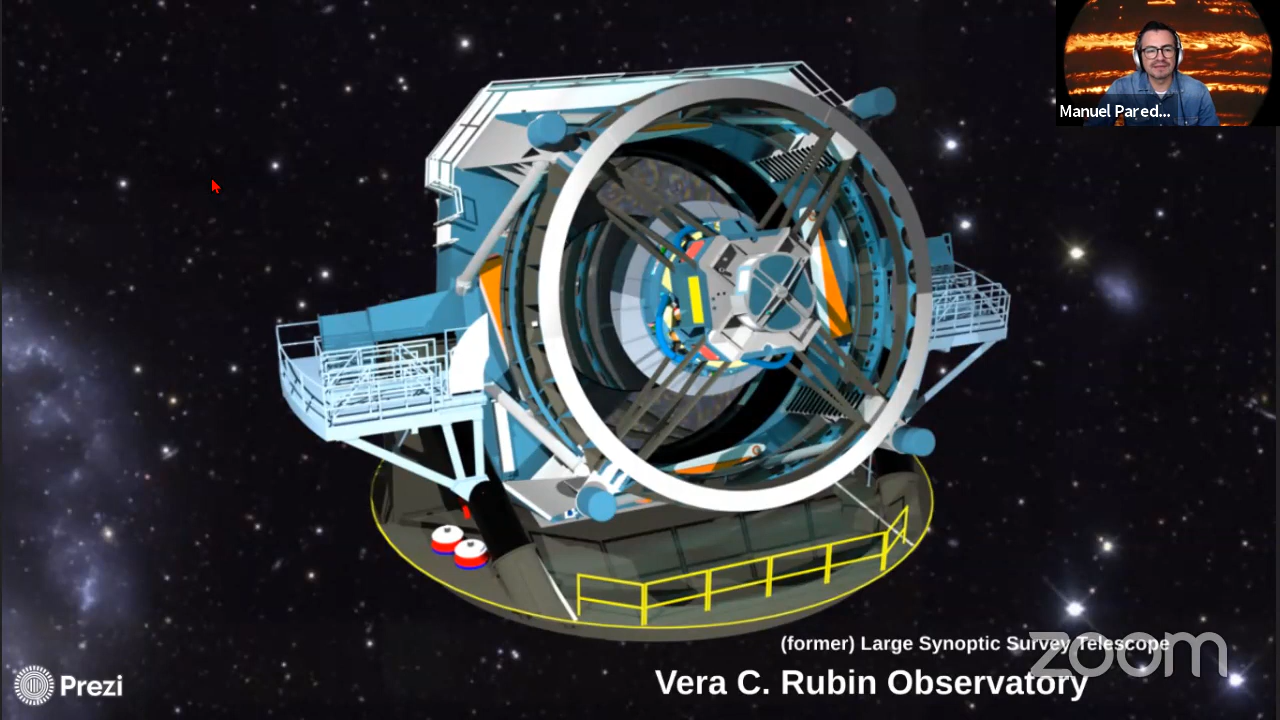 Manuel Pared...
(former) Large Synoptic Survey Telescope
zoom
Vera C. Rubin Observatory
Prezi